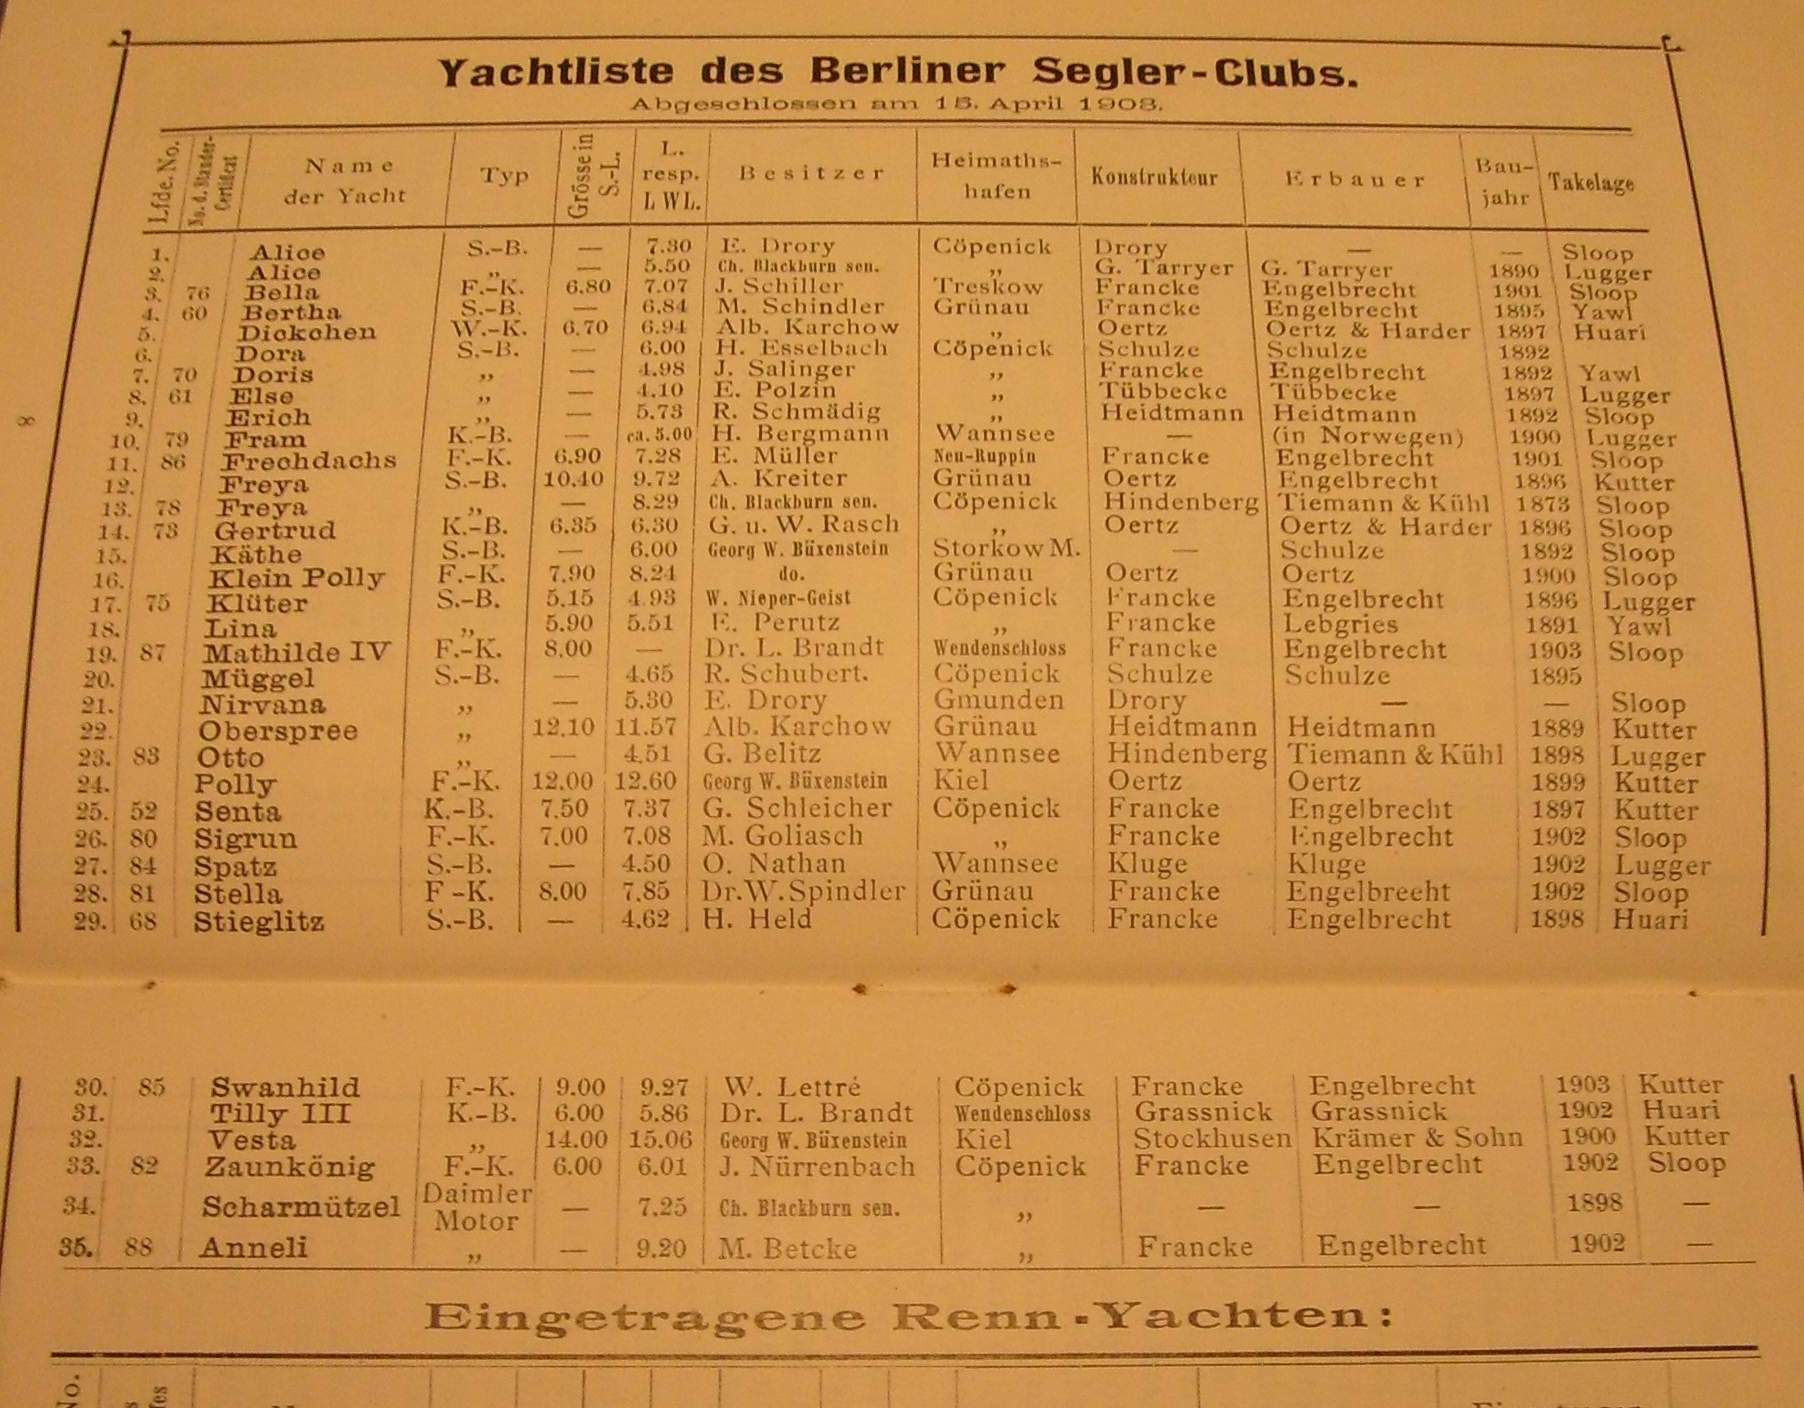 Yachtliste des Berliner Segler-Clubs.
Abgeschlossen am 15. April 1903.
Lfde. No. No. d. Stander-Certificat Name der Yacht Typ Grösse in S.-L. L. resp. L WL. Besitzer Heimathshafen Konstrukteur Erbauer Baujahr Takelage
1. Alice S.-B. — 7.30 E. Drory Cöpenick Drory — — Sloop
2. Alice „ — 5.50 Ch. Blackburn sen. „ G. Tarryer G. Tarryer 1890 Lugger
3. 76 Bella F.-K. 6.80 7.07 J. Schiller Treskow Francke Engelbrecht 1901 Sloop
4. 60 Bertha S.-B. — 6.84 M. Schindler Grünau Francke Engelbrecht 1895 Yawl
5. Dickchen W.-K. 6.70 6.94 Alb. Karchow „ Oertz Oertz & Harder 1897 Huari
6. Dora S.-B. — 6.00 H. Esselbach Cöpenick Schulze Schulze 1892
7. 70 Doris „ — 4.98 J. Salinger „ Francke Engelbrecht 1892 Yawl
8. 61 Else „ — 4.10 E. Polzin „ Tübbecke Tübbecke 1897 Lugger
9. Erich „ — 5.73 R. Schmädig „ Heidtmann Heidtmann 1892 Sloop
10. 79 Fram K.-B. — ca. 5.00 H. Bergmann Wannsee — (in Norwegen) 1900 Lugger
11. 86 Frechdachs F.-K. 6.90 7.28 E. Müller Neu-Ruppin Francke Engelbrecht 1901 Sloop
12. Freya S.-B. 10.40 9.72 A. Kreiter Grünau Oertz Engelbrecht 1896 Kutter
13. 78 Freya „ — 8.29 Ch. Blackburn sen. Cöpenick Hindenberg Tiemann & Kühl 1873 Sloop
14. 73 Gertrud K.-B. 6.35 6.30 G. u. W. Rasch „ Oertz Oertz & Harder 1896 Sloop
15. Käthe S.-B. — 6.00 Georg W. Büxenstein Storkow M. — Schulze 1892 Sloop
16. Klein Polly F.-K. 7.90 8.24 do. Grünau Oertz Oertz 1900 Sloop
17. 75 Klüter S.-B. 5.15 4.93 W. Nieper-Geist Cöpenick Francke Engelbrecht 1896 Lugger
18. Lina „ 5.90 5.51 E. Perutz „ Francke Lebgries 1891 Yawl
19. 87 Mathilde IV F.-K. 8.00 — Dr. L. Brandt Wendenschloss Francke Engelbrecht 1903 Sloop
20. Müggel S.-B. — 4.65 R. Schubert. Cöpenick Schulze Schulze 1895
21. Nirvana „ — 5.30 E. Drory Gmunden Drory — — Sloop
22. Oberspree „ 12.10 11.57 Alb. Karchow Grünau Heidtmann Heidtmann 1889 Kutter
23. 83 Otto „ — 4.51 G. Belitz Wannsee Hindenberg Tiemann & Kühl 1898 Lugger
24. Polly F.-K. 12.00 12.60 Georg W. Büxenstein Kiel Oertz Oertz 1899 Kutter
25. 52 Senta K.-B. 7.50 7.37 G. Schleicher Cöpenick Francke Engelbrecht 1897 Kutter
26. 80 Sigrun F.-K. 7.00 7.08 M. Goliasch „ Francke Engelbrecht 1902 Sloop
27. 84 Spatz S.-B. — 4.50 O. Nathan Wannsee Kluge Kluge 1902 Lugger
28. 81 Stella F-K. 8.00 7.85 Dr. W. Spindler Grünau Francke Engelbrecht 1902 Sloop
29. 68 Stieglitz S.-B. — 4.62 H. Held Cöpenick Francke Engelbrecht 1898 Huari
8
30. 85 Swanhild F.-K. 9.00 9.27 W. Lettré Cöpenick Francke Engelbrecht 1903 Kutter
31. Tilly III K.-B. 6.00 5.86 Dr. L. Brandt Wendenschloss Grassnick Grassnick 1902 Huari
32. Vesta „ 14.00 15.06 Georg W. Büxenstein Kiel Stockhusen Krämer & Sohn 1900 Kutter
33. 82 Zaunkönig F.-K. 6.00 6.01 J. Nürrenbach Cöpenick Francke Engelbrecht 1902 Sloop
34. Scharmützel Daimler Motor — 7.25 Ch. Blackburn sen. „ — — 1898 —
35. 88 Anneli „ — 9.20 M. Betcke „ Francke Engelbrecht 1902 —
Eingetragene Renn-Yachten:
No.